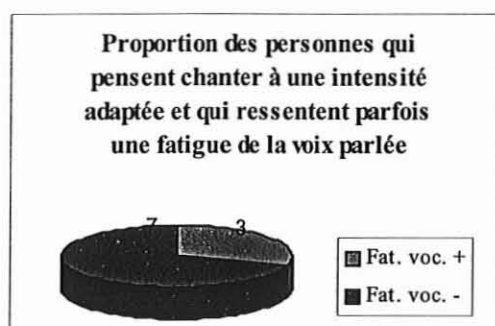 Proportion des personnes qui
pensent chanter à une intensité
adaptée et qui ressentent parfois
une fatigue de la voix parlée
7 3
Fat. voc. +
Fat. voc. -